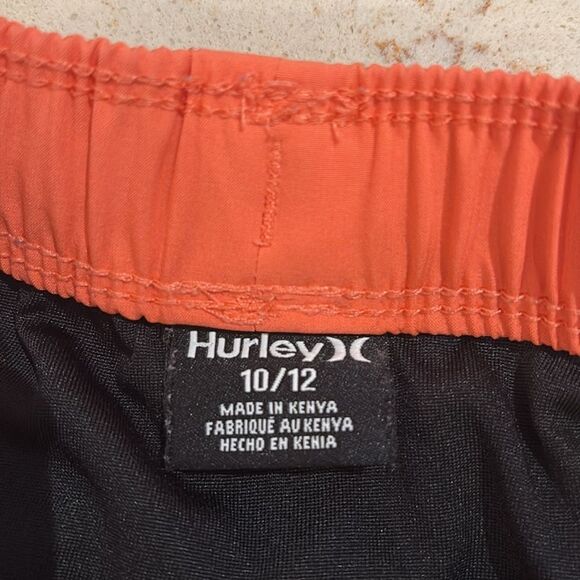 Hurley
10/12
MADE IN KENYA
FABRIQUÉ AU KENYA
HECHO EN KENIA